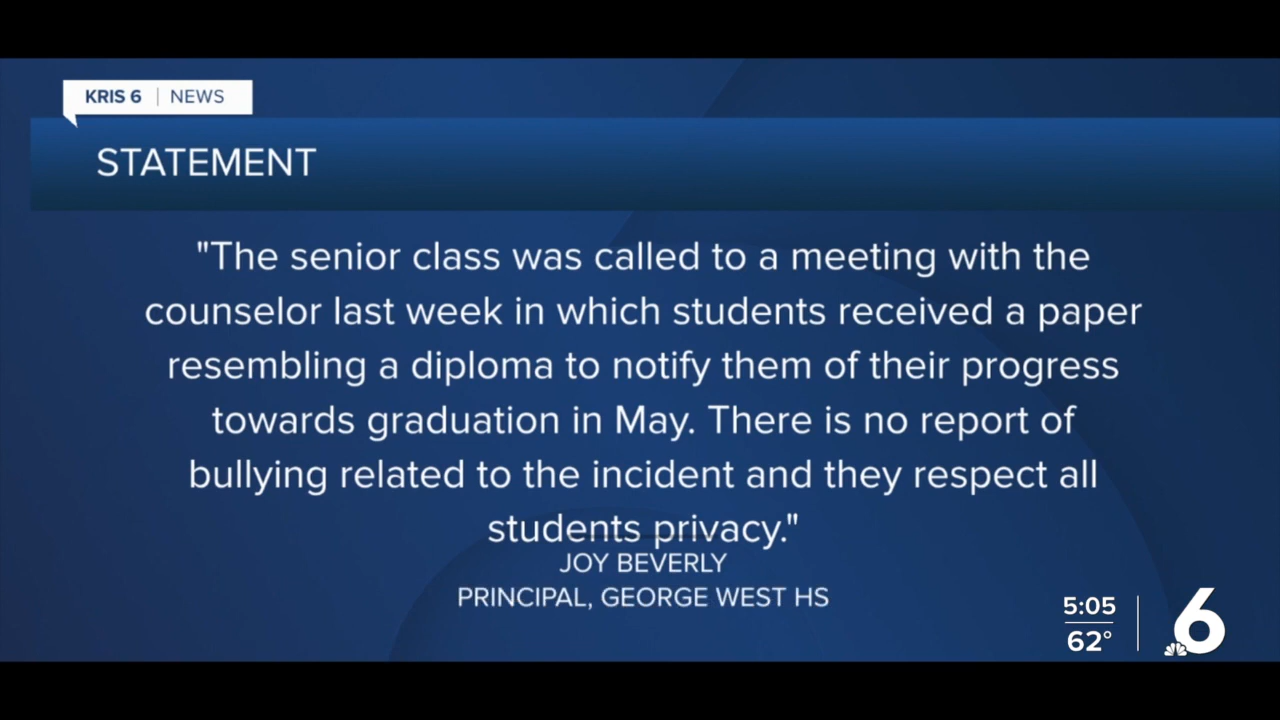 KRIS 6 | NEWS
STATEMENT
"The senior class was called to a meeting with the
counselor last week in which students received a paper
resembling a diploma to notify them of their progress
towards graduation in May. There is no report of
bullying related to the incident and they respect all
students privacy."
JOY BEVERLY
PRINCIPAL, GEORGE WEST HS
5:05
62°
6